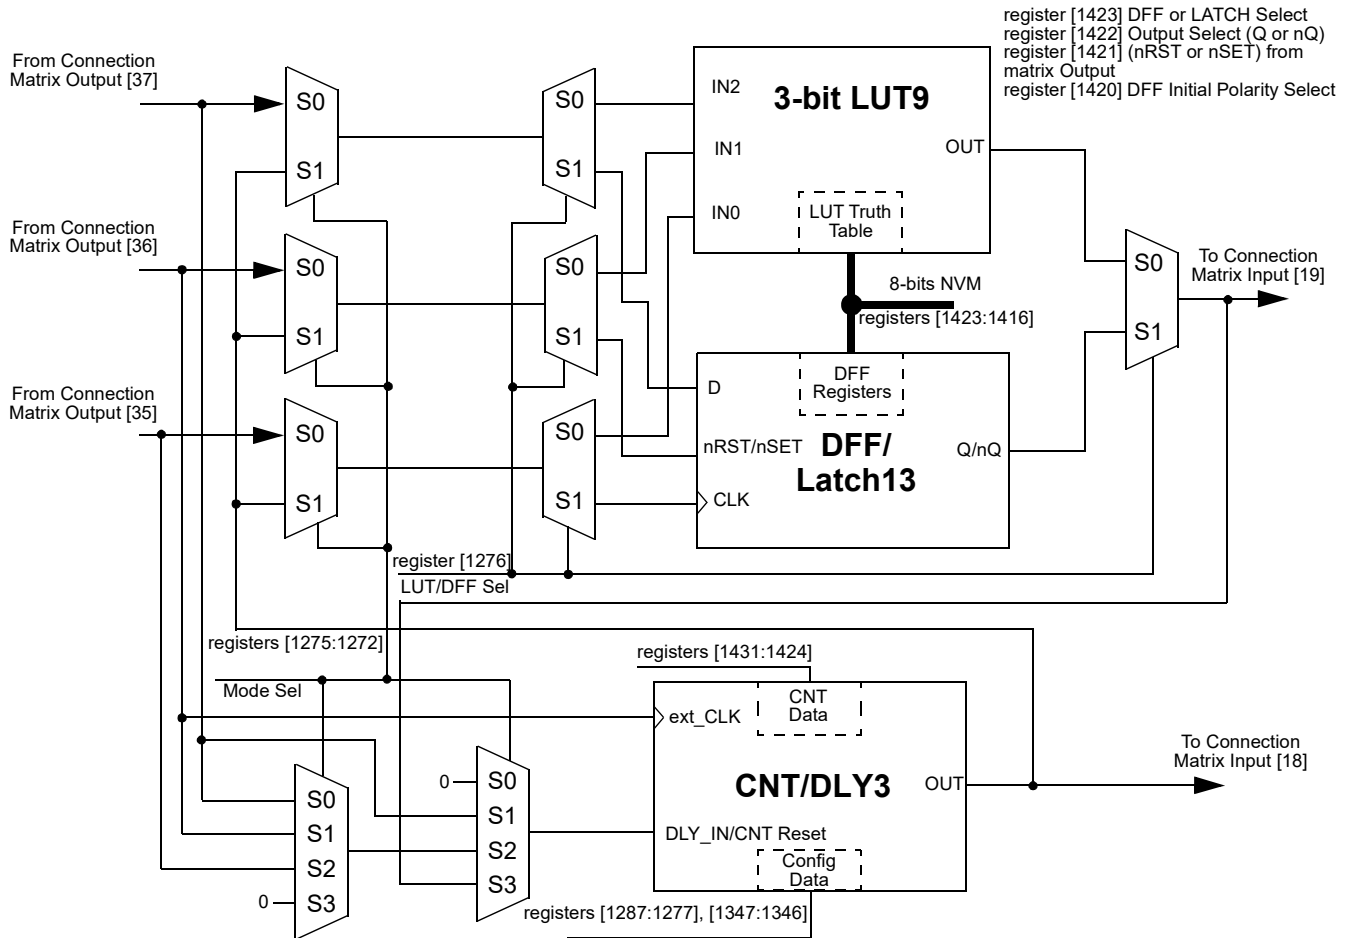 register [1423] DFF or LATCH Select
register [1422] Output Select (Q or nQ)
register [1421] (nRST or nSET) from
matrix Output
register [1420] DFF Initial Polarity Select
From Connection
Matrix Output [37]
S0
S1
S0
S1
IN2
IN1
IN0
3-bit LUT9
OUT
LUT Truth
Table
From Connection
Matrix Output [36]
S0
S1
S0
S1
8-bits NVM
registers [1423:1416]
S0
S1
To Connection
Matrix Input [19]
From Connection
Matrix Output [35]
S0
S1
S0
S1
D
nRST/nSET
CLK
DFF
Registers
DFF/
Latch13
Q/nQ
register [1276]
LUT/DFF Sel
registers [1275:1272]
Mode Sel
registers [1431:1424]
ext_CLK
CNT
Data
CNT/DLY3
OUT
To Connection
Matrix Input [18]
DLY_IN/CNT Reset
Config
Data
0
S0
S1
S2
S3
S0
S1
S2
0
S3
registers [1287:1277], [1347:1346]